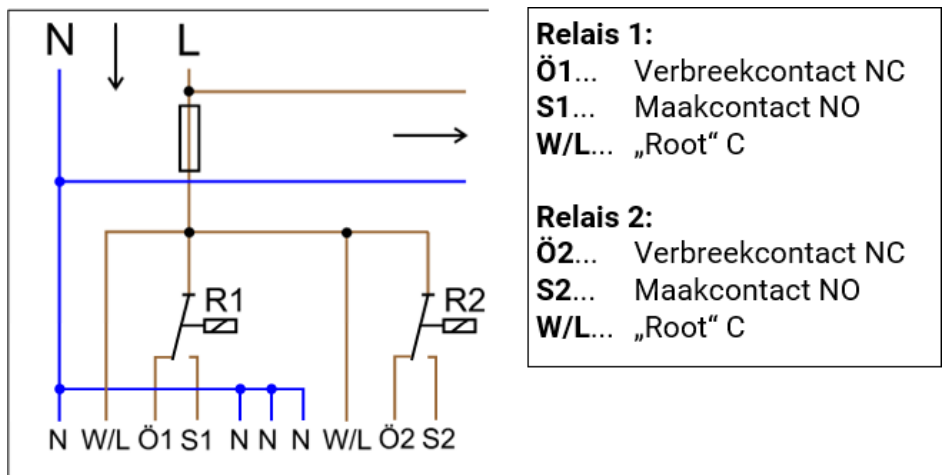 N L
R1 R2
N W/L Ö1 S1 N N N W/L Ö2 S2
Relais 1:
Ö1... Verbreekcontact NC
S1... Maakcontact NO
W/L... „Root“ C
Relais 2:
Ö2... Verbreekcontact NC
S2... Maakcontact NO
W/L... „Root“ C